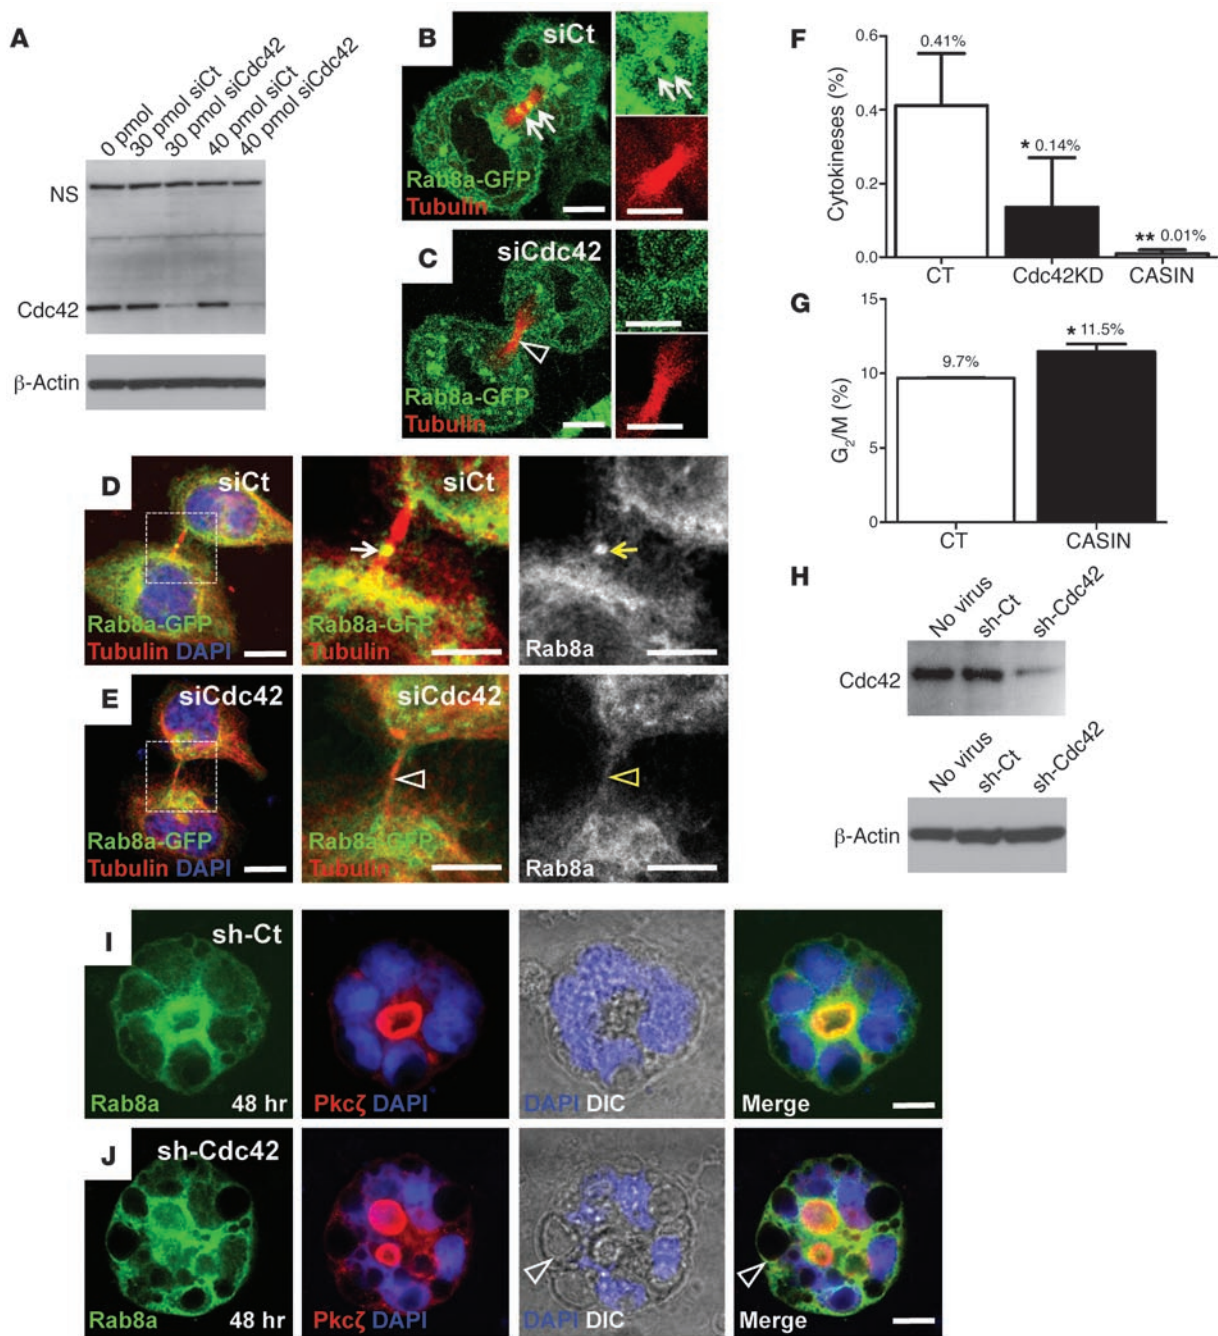 A
0 pmol
30 pmol siCt
30 pmol siCdc42
40 pmol siCt
40 pmol siCdc42
NS
Cdc42
β-Actin
B
siCt
Rab8a-GFP
Tubulin
C
siCdc42
Rab8a-GFP
Tubulin
D
siCt
Rab8a-GFP
Tubulin DAPI
siCt
Rab8a-GFP
Tubulin
Rab8a
E
siCdc42
Rab8a-GFP
Tubulin DAPI
siCdc42
Rab8a-GFP
Tubulin
Rab8a
F
Cytokineses (%)
0.6
0.4
0.2
0.0
0.41%
* 0.14%
** 0.01%
CT
Cdc42KD
CASIN
G
G₂/M (%)
15
10
5
0
9.7%
* 11.5%
CT
CASIN
H
No virus
sh-Ct
sh-Cdc42
Cdc42
No virus
sh-Ct
sh-Cdc42
β-Actin
I
sh-Ct
Rab8a
48 hr
Pkcζ DAPI
DAPI DIC
Merge
J
sh-Cdc42
Rab8a
48 hr
Pkcζ DAPI
DAPI DIC
Merge